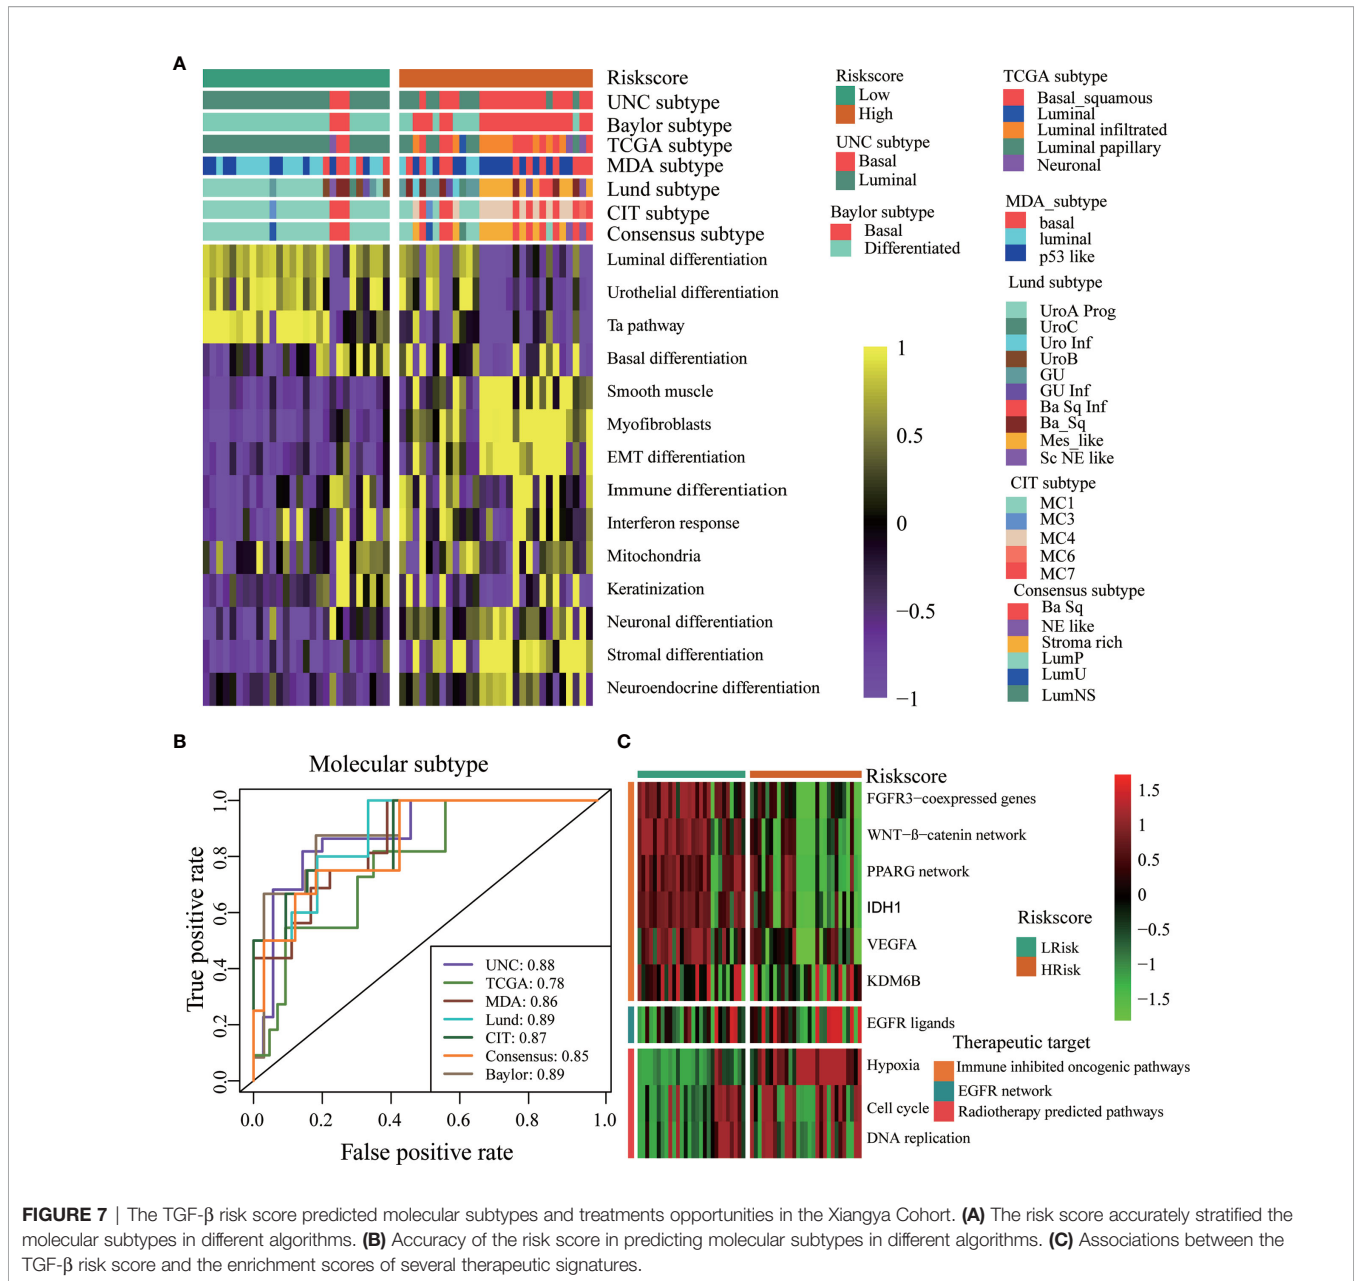 A
Riskscore
UNC subtype
Baylor subtype
TCGA subtype
MDA subtype
Lund subtype
CIT subtype
Consensus subtype
Luminal differentiation
Urothelial differentiation
Ta pathway
Basal differentiation
Smooth muscle
Myofibroblasts
EMT differentiation
Immune differentiation
Interferon response
Mitochondria
Keratinization
Neuronal differentiation
Stromal differentiation
Neuroendocrine differentiation
Riskscore
Low
High
UNC subtype
Basal
Luminal
Baylor subtype
Basal
Differentiated
1
0.5
0
−0.5
−1
TCGA subtype
Basal_squamous
Luminal
Luminal infiltrated
Luminal papillary
Neuronal
MDA_subtype
basal
luminal
p53 like
Lund subtype
UroA Prog
UroC
Uro Inf
UroB
GU
GU Inf
Ba Sq Inf
Ba_Sq
Mes_like
Sc NE like
CIT subtype
MC1
MC3
MC4
MC6
MC7
Consensus subtype
Ba Sq
NE like
Stroma rich
LumP
LumU
LumNS
B
Molecular subtype
True positive rate
1.0
0.8
0.6
0.4
0.2
0.0
UNC: 0.88
TCGA: 0.78
MDA: 0.86
Lund: 0.89
CIT: 0.87
Consensus: 0.85
Baylor: 0.89
0.0 0.2 0.4 0.6 0.8 1.0
False positive rate
C
Riskscore
FGFR3−coexpressed genes
WNT−ß−catenin network
PPARG network
IDH1
VEGFA
KDM6B
EGFR ligands
Hypoxia
Cell cycle
DNA replication
Riskscore
LRisk
HRisk
1.5
1
0.5
0
−0.5
−1
−1.5
Therapeutic target
Immune inhibited oncogenic pathways
EGFR network
Radiotherapy predicted pathways
FIGURE 7 | The TGF-β risk score predicted molecular subtypes and treatments opportunities in the Xiangya Cohort. (A) The risk score accurately stratified the
molecular subtypes in different algorithms. (B) Accuracy of the risk score in predicting molecular subtypes in different algorithms. (C) Associations between the
TGF-β risk score and the enrichment scores of several therapeutic signatures.